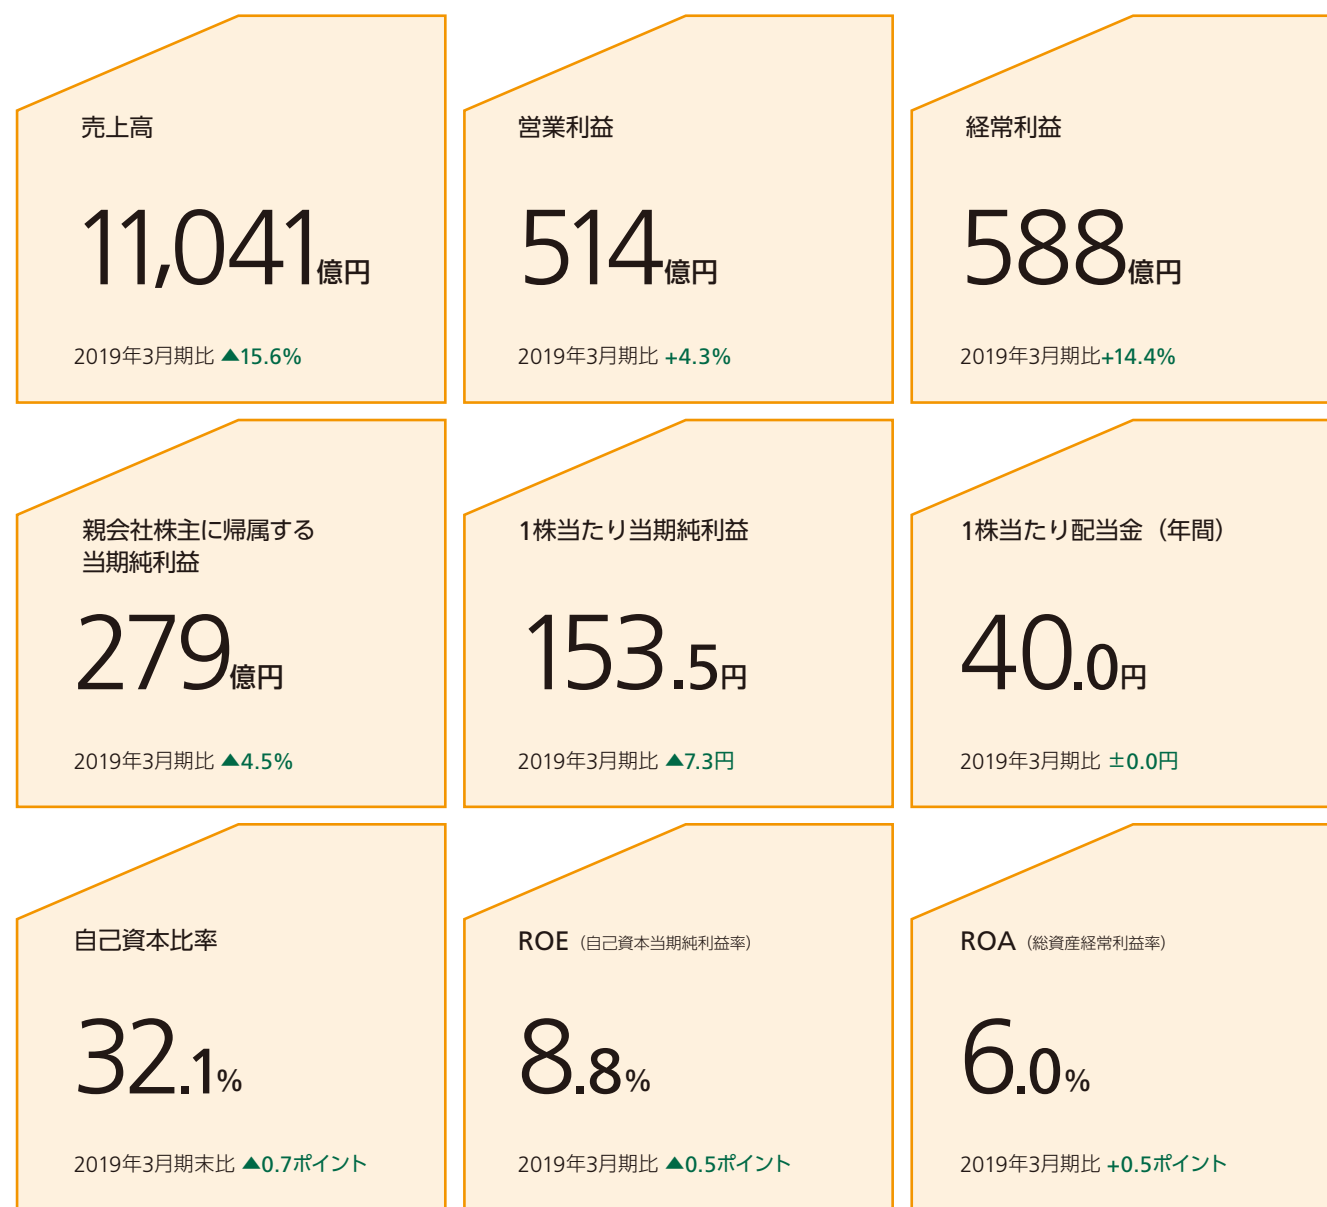 売上高
11,041億円
2019年3月期比 ▲15.6%
営業利益
514億円
2019年3月期比 +4.3%
経常利益
588億円
2019年3月期比+14.4%
親会社株主に帰属する
当期純利益
279億円
2019年3月期比 ▲4.5%
1株当たり当期純利益
153.5円
2019年3月期比 ▲7.3円
1株当たり配当金（年間）
40.0円
2019年3月期比 ±0.0円
自己資本比率
32.1%
2019年3月期末比 ▲0.7ポイント
ROE（自己資本当期純利益率）
8.8%
2019年3月期比 ▲0.5ポイント
ROA（総資産経常利益率）
6.0%
2019年3月期比 +0.5ポイント